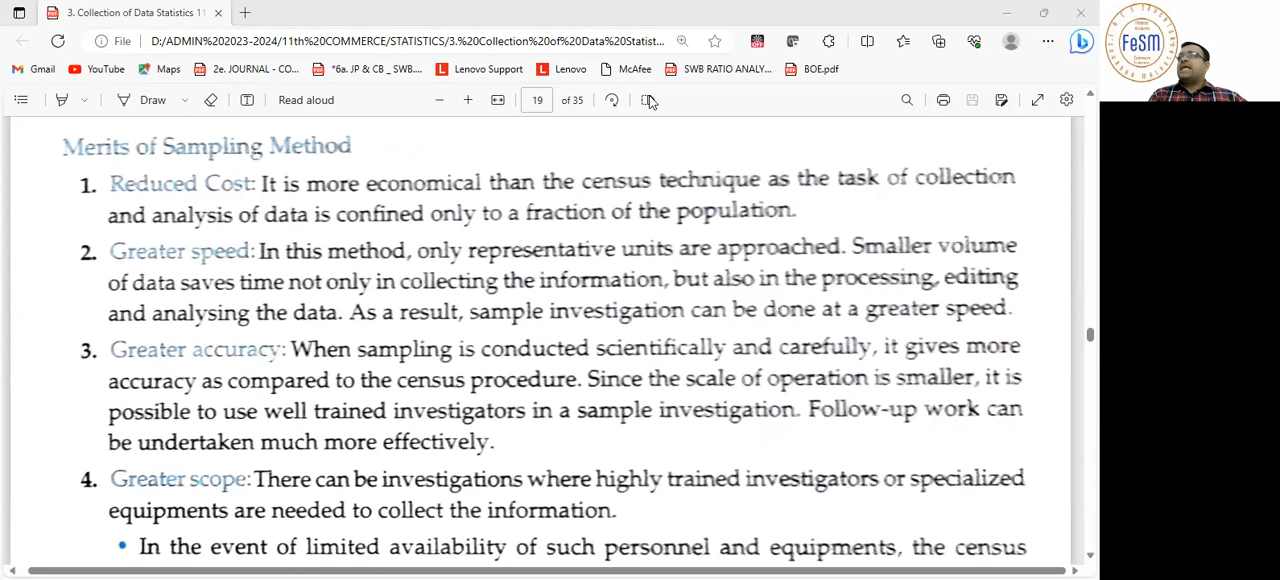 3. Collection of Data Statistics 11
File D:/ADMIN%202023-2024/11th%20COMMERCE/STATISTICS/3.%20Collection%20of%20Data%20Statist...
Gmail YouTube Maps 2e. JOURNAL - CO... *6a. JP & CB _SWB.... Lenovo Support Lenovo McAfee SWB RATIO ANALY... BOE.pdf
Draw Read aloud 19 of 35
FeSM
Merits of Sampling Method
1. Reduced Cost: It is more economical than the census technique as the task of collection
and analysis of data is confined only to a fraction of the population.
2. Greater speed: In this method, only representative units are approached. Smaller volume
of data saves time not only in collecting the information, but also in the processing, editing
and analysing the data. As a result, sample investigation can be done at a greater speed.
3. Greater accuracy: When sampling is conducted scientifically and carefully, it gives more
accuracy as compared to the census procedure. Since the scale of operation is smaller, it is
possible to use well trained investigators in a sample investigation. Follow-up work can
be undertaken much more effectively.
4. Greater scope: There can be investigations where highly trained investigators or specialized
equipments are needed to collect the information.
• In the event of limited availability of such personnel and equipments, the census